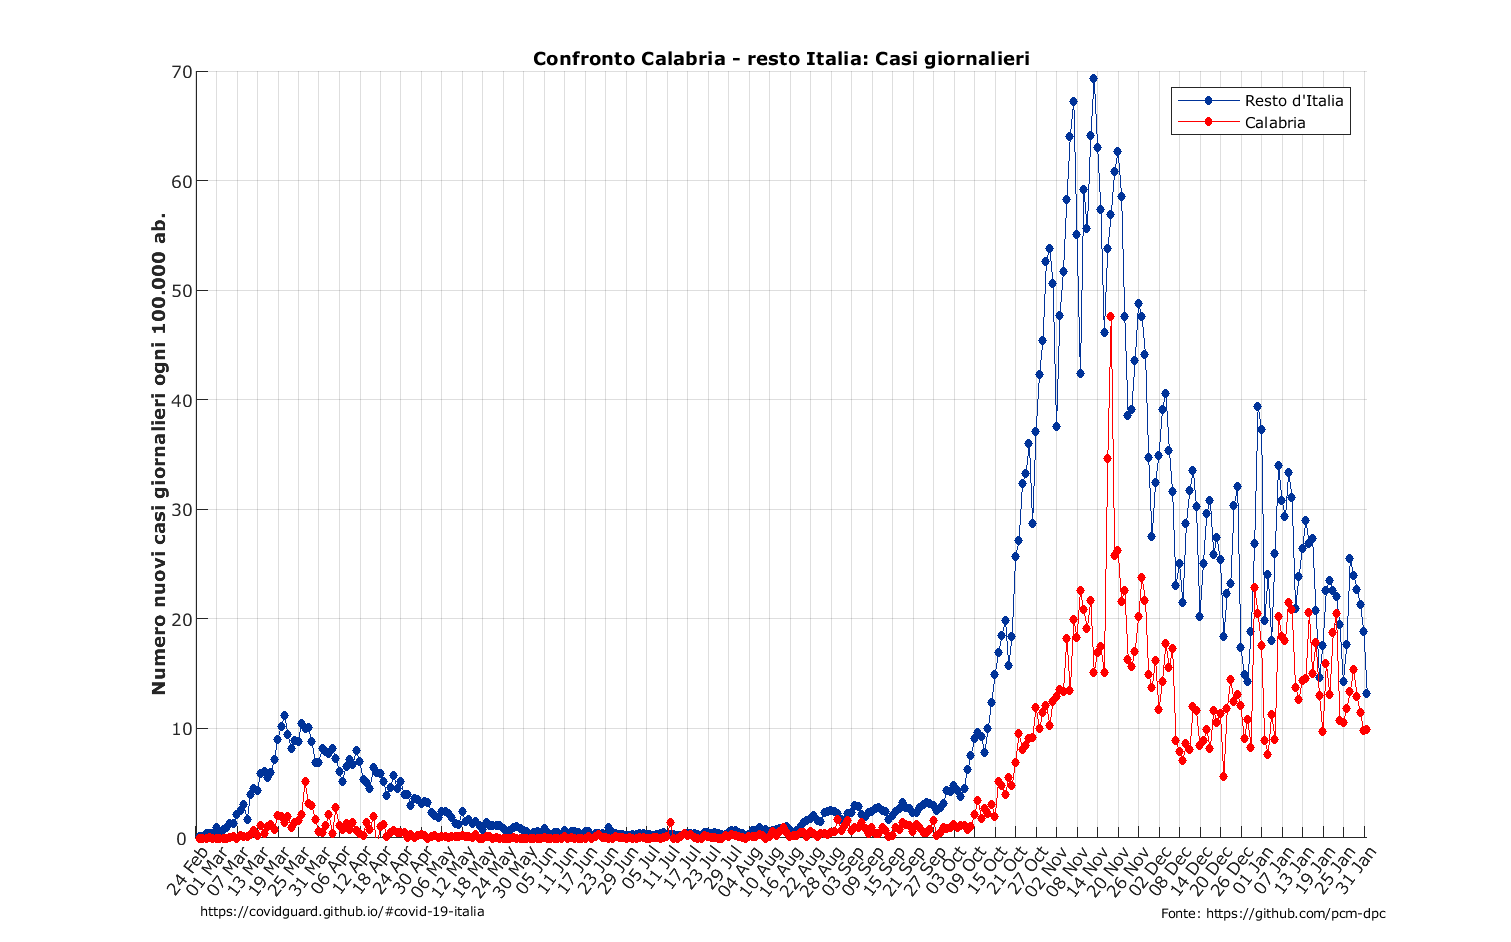 Confronto Calabria - resto Italia: Casi giornalieri
Resto d'Italia
Calabria
Numero nuovi casi giornalieri ogni 100.000 ab.
70
60
50
40
30
20
10
0
24 Feb
01 Mar
07 Mar
13 Mar
19 Mar
25 Mar
31 Mar
06 Apr
12 Apr
18 Apr
24 Apr
30 Apr
06 May
12 May
18 May
24 May
30 May
05 Jun
11 Jun
17 Jun
23 Jun
29 Jun
05 Jul
11 Jul
17 Jul
23 Jul
29 Jul
04 Aug
10 Aug
16 Aug
22 Aug
28 Aug
03 Sep
09 Sep
15 Sep
21 Sep
27 Sep
03 Oct
09 Oct
15 Oct
21 Oct
27 Oct
02 Nov
08 Nov
14 Nov
20 Nov
26 Nov
02 Dec
08 Dec
14 Dec
20 Dec
26 Dec
01 Jan
07 Jan
13 Jan
19 Jan
25 Jan
31 Jan
https://covidguard.github.io/#covid-19-italia
Fonte: https://github.com/pcm-dpc